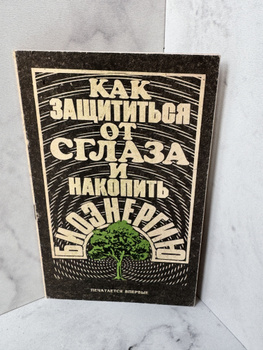 КАК
ЗАЩИТИТЬСЯ
ОТ
СГЛАЗА
И
НАКОПИТЬ
БИОЭНЕРГИЮ
ПЕЧАТАЕТСЯ ВПЕРВЫЕ